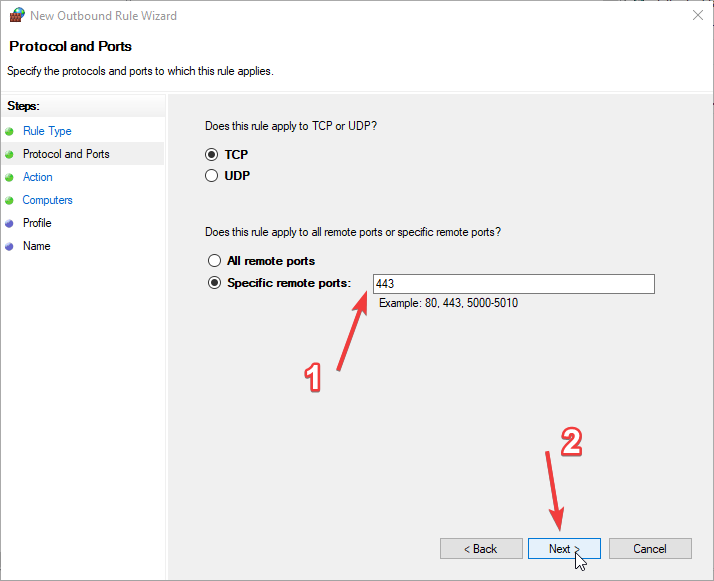 New Outbound Rule Wizard
Protocol and Ports
Specify the protocols and ports to which this rule applies.
Steps:
Rule Type
Protocol and Ports
Action
Computers
Profile
Name
Does this rule apply to TCP or UDP?
TCP
UDP
Does this rule apply to all remote ports or specific remote ports?
All remote ports
Specific remote ports:
443
Example: 80, 443, 5000-5010
1
2
< Back
Next >
Cancel